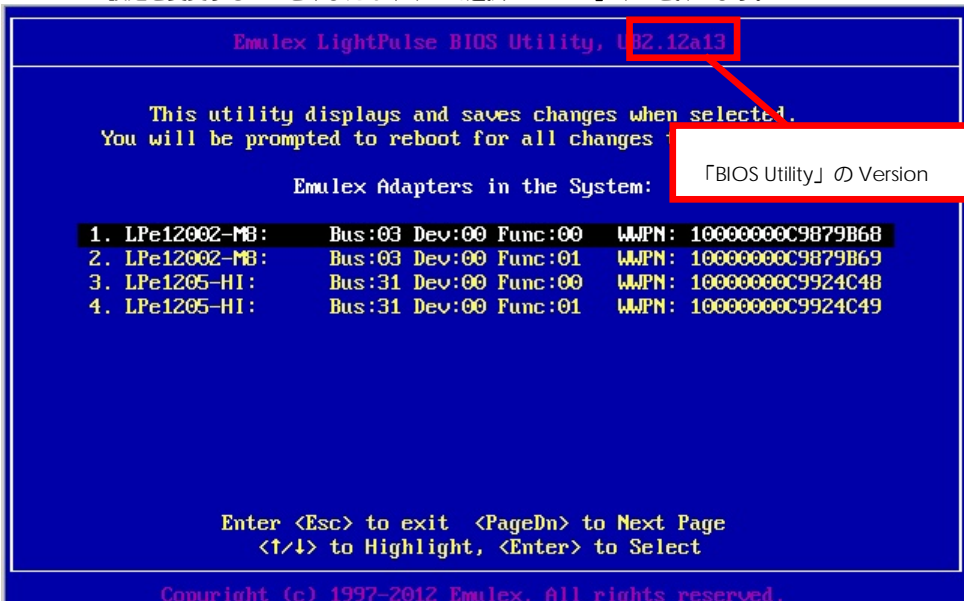 Emulex LightPulse BIOS Utility, UB2.12a13
This utility displays and saves changes when selected.
You will be prompted to reboot for all changes
「BIOS Utility」の Version
Emulex Adapters in the System:
1. LPe12002-M8: Bus:03 Dev:00 Func:00 WWPN: 10000000C9879B68
2. LPe12002-M8: Bus:03 Dev:00 Func:01 WWPN: 10000000C9879B69
3. LPe1205-HI: Bus:31 Dev:00 Func:00 WWPN: 10000000C9924C48
4. LPe1205-HI: Bus:31 Dev:00 Func:01 WWPN: 10000000C9924C49
Enter <Esc> to exit <PageDn> to Next Page
<↑/↓> to Highlight, <Enter> to Select
Copyright (c) 1997-2012 Emulex. All rights reserved.